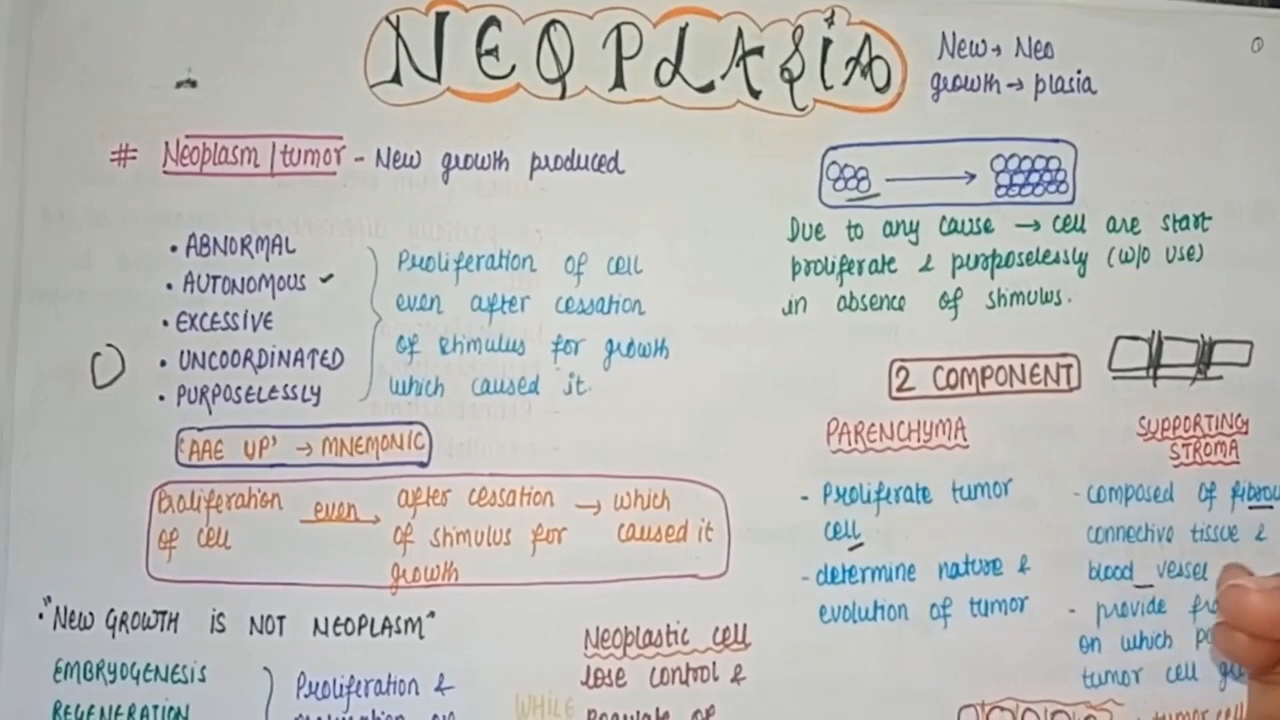 NEOPLASIA
New → Neo
growth → plasia
# Neoplasm/tumor - New growth produced
• ABNORMAL
• AUTONOMOUS
• EXCESSIVE
• UNCOORDINATED
• PURPOSELESSLY
Proliferation of cell
even after cessation
of stimulus for growth
which caused it.
'AAE UP' → MNEMONIC
Proliferation even after cessation → which
of cell of stimulus for caused it
growth
•"NEW GROWTH IS NOT NEOPLASM"
EMBRYOGENESIS
REGENERATION
Proliferation &
WHILE
Neoplastic cell
lose control &
Regulate of
Due to any cause → cell are start
proliferate & purposelessly (w/o use)
in absence of stimulus.
2 COMPONENT
PARENCHYMA
- Proliferate tumor
cell
- determine nature &
evolution of tumor
SUPPORTING
STROMA
- composed of fibrou
connective tissue &
blood vessel
- provide
on which
tumor cell
tumor cell